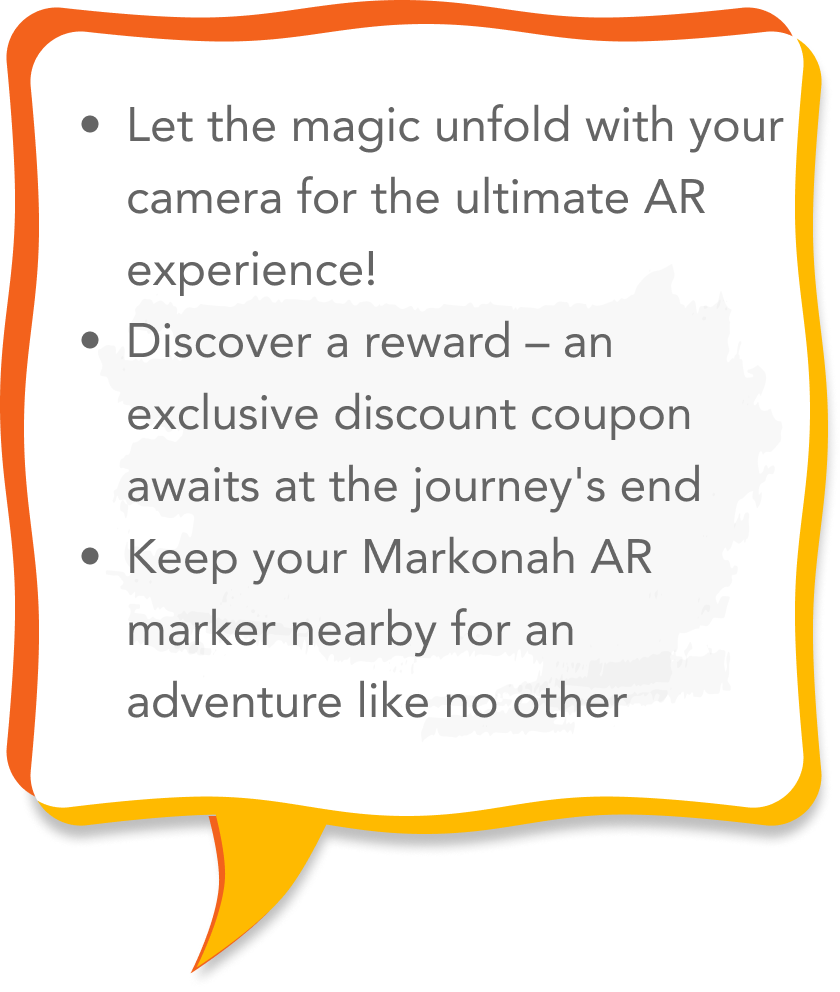 • Let the magic unfold with your
camera for the ultimate AR
experience!
• Discover a reward – an
exclusive discount coupon
awaits at the journey's end
• Keep your Markonah AR
marker nearby for an
adventure like no other